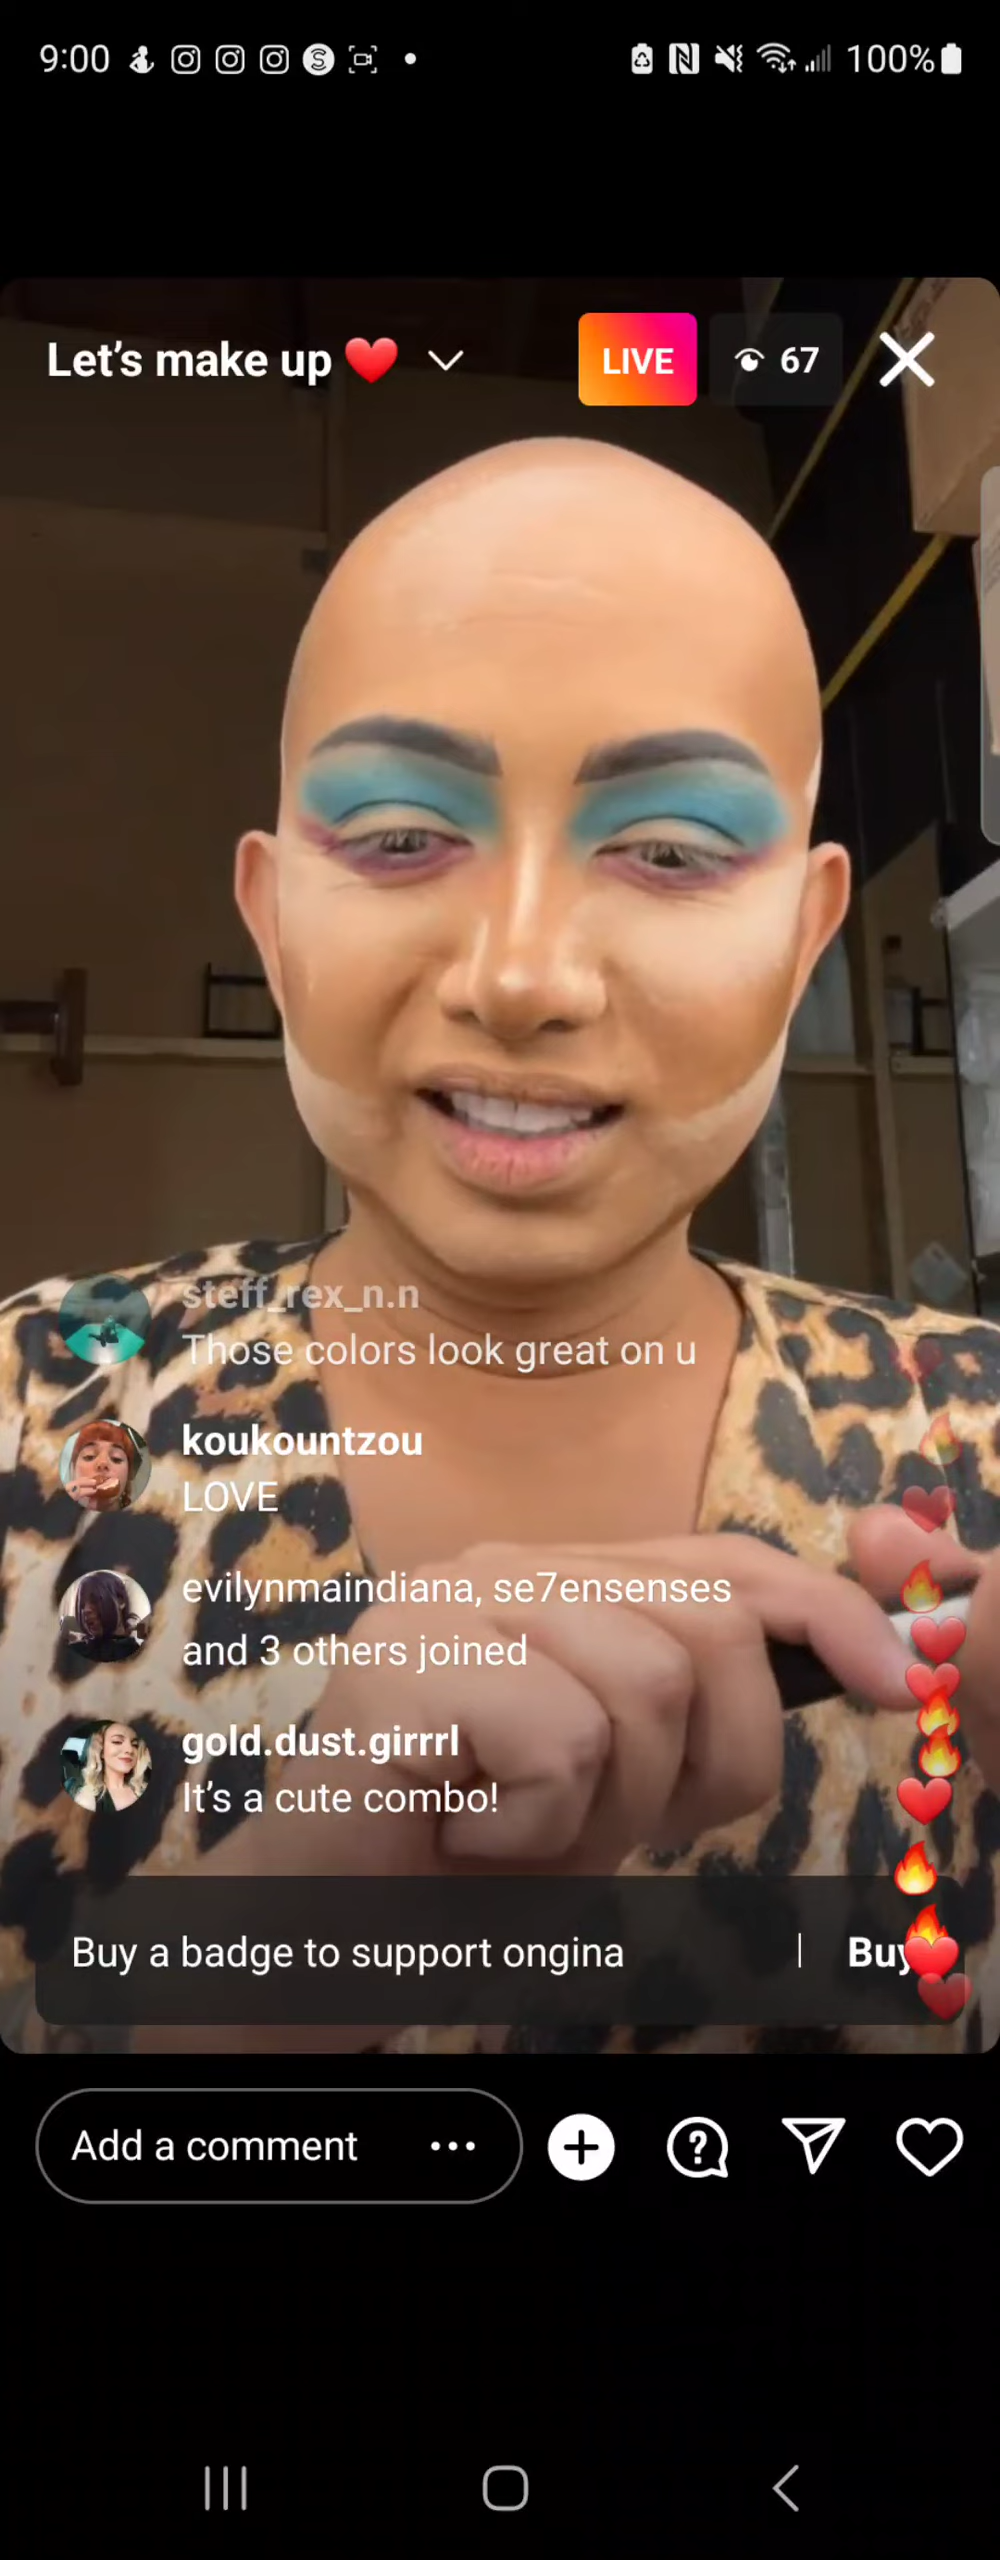 9:00 100%
Let's make up ❤️ LIVE 67
steff_rex_n.n
Those colors look great on u
koukountzou
LOVE
evilynmaindiana, se7ensenses
and 3 others joined
gold.dust.girrrl
It's a cute combo!
Buy a badge to support ongina | Buy
Add a comment